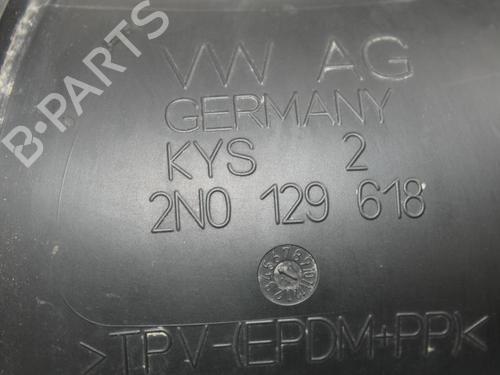 B-PARTS
VW AG
GERMANY
KYS 2
2N0 129 618
>TPV-(EPDM+PP)<